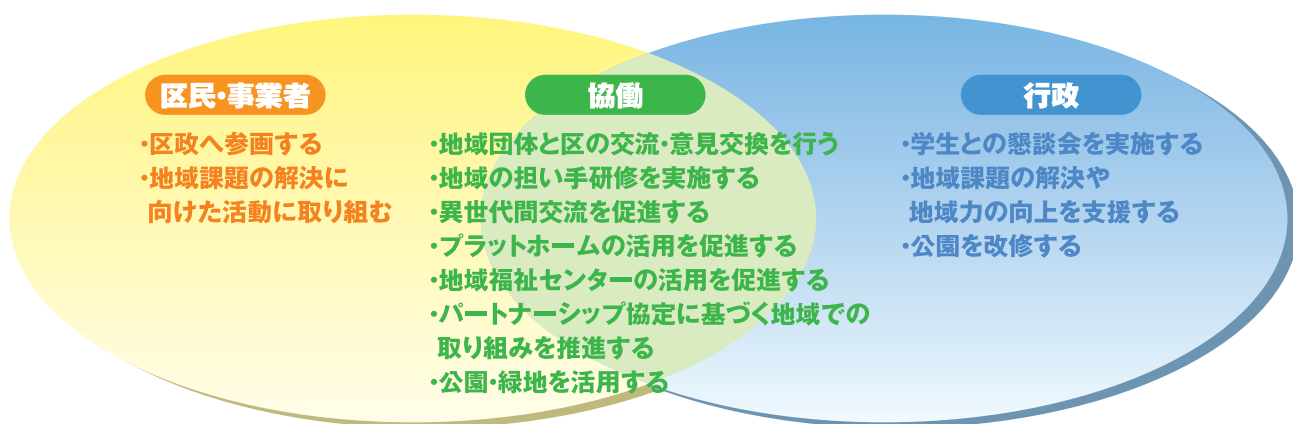 区民・事業者
・区政へ参画する
・地域課題の解決に
向けた活動に取り組む
協働
・地域団体と区の交流・意見交換を行う
・地域の担い手研修を実施する
・異世代間交流を促進する
・プラットホームの活用を促進する
・地域福祉センターの活用を促進する
・パートナーシップ協定に基づく地域での
取り組みを推進する
・公園・緑地を活用する
行政
・学生との懇談会を実施する
・地域課題の解決や
地域力の向上を支援する
・公園を改修する